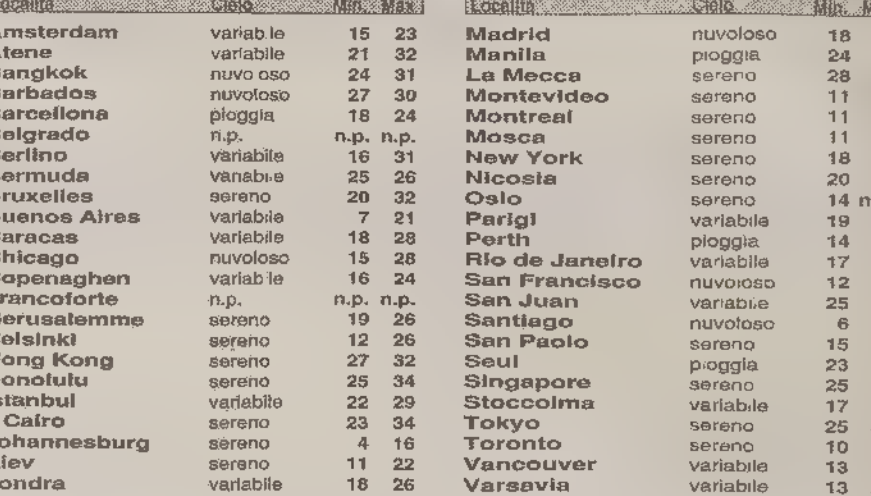 Località Cielo Min. Max
msterdam variabile 15 23
tene variabile 21 32
angkok nuvo oso 24 31
arbados nuvoloso 27 30
arcellona pioggia 18 24
elgrado n.p. n.p. n.p.
erlino variabile 16 31
ermuda variabile 25 26
ruxelles sereno 20 32
uenos Aires variabile 7 21
aracas variabile 18 28
hicago nuvoloso 15 28
openaghen variabile 16 24
rancoforte n.p. n.p. n.p.
erusalemme sereno 19 26
elsinki sereno 12 26
ong Kong sereno 27 32
onolulu sereno 25 34
stanbul variabile 22 29
Cairo sereno 23 34
ohannesburg sereno 4 16
iev sereno 11 22
ondra variabile 18 26
Località Cielo Min.
Madrid nuvoloso 18
Manila pioggia 24
La Mecca sereno 28
Montevideo sereno 11
Montreal sereno 11
Mosca sereno 11
New York sereno 18
Nicosia sereno 20
Oslo sereno 14 n
Parigi variabile 19
Perth pioggia 14
Rio de Janeiro variabile 17
San Francisco nuvoloso 12
San Juan variabile 25
Santiago nuvoloso 6
San Paolo sereno 15
Seul pioggia 23
Singapore sereno 25
Stoccolma variabile 17
Tokyo sereno 25
Toronto sereno 10
Vancouver variabile 13
Varsavia variabile 13